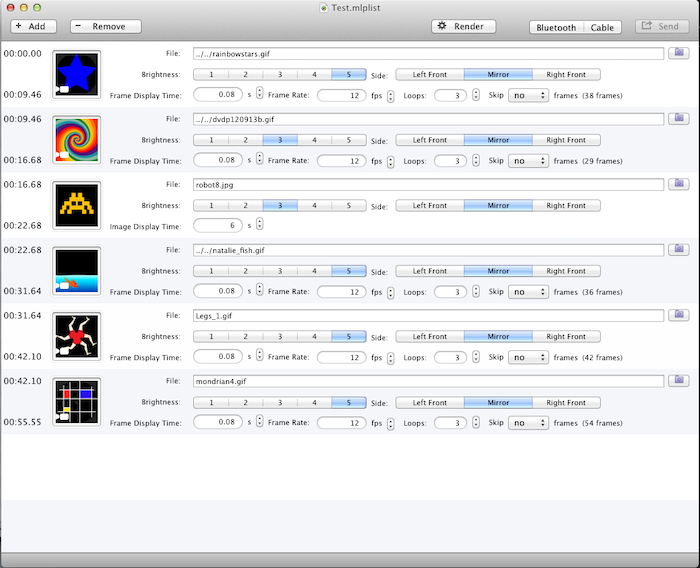 Test.mlplist
+ Add − Remove Render Bluetooth Cable Send
00:00.00 File: ../../rainbowstars.gif
Brightness: 1 2 3 4 5 Side: Left Front Mirror Right Front
00:09.46 Frame Display Time: 0.08 s Frame Rate: 12 fps Loops: 3 Skip no frames (38 frames)
00:09.46 File: ../../dvdp120913b.gif
Brightness: 1 2 3 4 5 Side: Left Front Mirror Right Front
00:16.68 Frame Display Time: 0.08 s Frame Rate: 12 fps Loops: 3 Skip no frames (29 frames)
00:16.68 File: robot8.jpg
Brightness: 1 2 3 4 5 Side: Left Front Mirror Right Front
00:22.68 Image Display Time: 6 s
00:22.68 File: ../../natalie_fish.gif
Brightness: 1 2 3 4 5 Side: Left Front Mirror Right Front
00:31.64 Frame Display Time: 0.08 s Frame Rate: 12 fps Loops: 3 Skip no frames (36 frames)
00:31.64 File: Legs_1.gif
Brightness: 1 2 3 4 5 Side: Left Front Mirror Right Front
00:42.10 Frame Display Time: 0.08 s Frame Rate: 12 fps Loops: 3 Skip no frames (42 frames)
00:42.10 File: mondrian4.gif
Brightness: 1 2 3 4 5 Side: Left Front Mirror Right Front
00:55.55 Frame Display Time: 0.08 s Frame Rate: 12 fps Loops: 3 Skip no frames (54 frames)